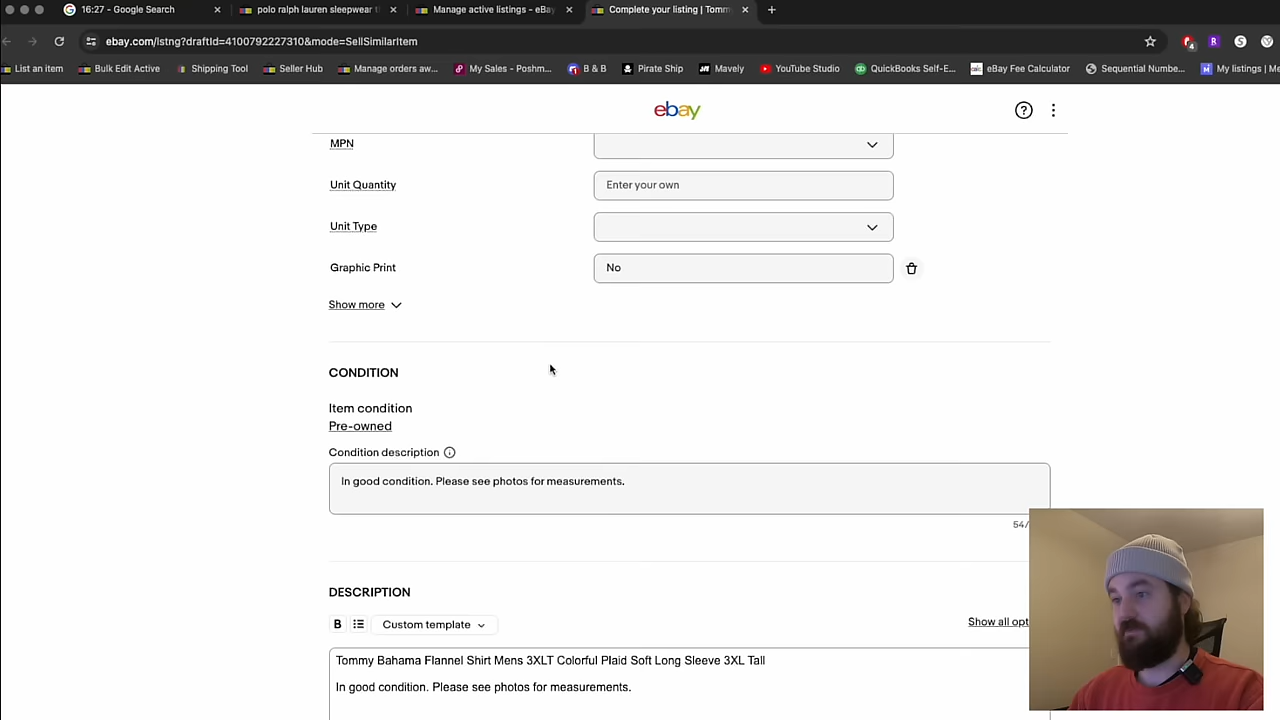 16:27 - Google Search
polo ralph lauren sleepwear
Manage active listings - eBay
Complete your listing | Tommy
ebay.com/lstng?draftId=4100792227310&mode=SellSimilarItem
List an item
Bulk Edit Active
Shipping Tool
Seller Hub
Manage orders aw...
My Sales - Poshm...
B & B
Pirate Ship
Mavely
YouTube Studio
QuickBooks Self-E...
eBay Fee Calculator
Sequential Numbe...
My listings | Me
ebay
MPN
Unit Quantity
Enter your own
Unit Type
Graphic Print
No
Show more
CONDITION
Item condition
Pre-owned
Condition description
In good condition. Please see photos for measurements.
54/
DESCRIPTION
B
Custom template
Show all opt
Tommy Bahama Flannel Shirt Mens 3XLT Colorful Plaid Soft Long Sleeve 3XL Tall
In good condition. Please see photos for measurements.